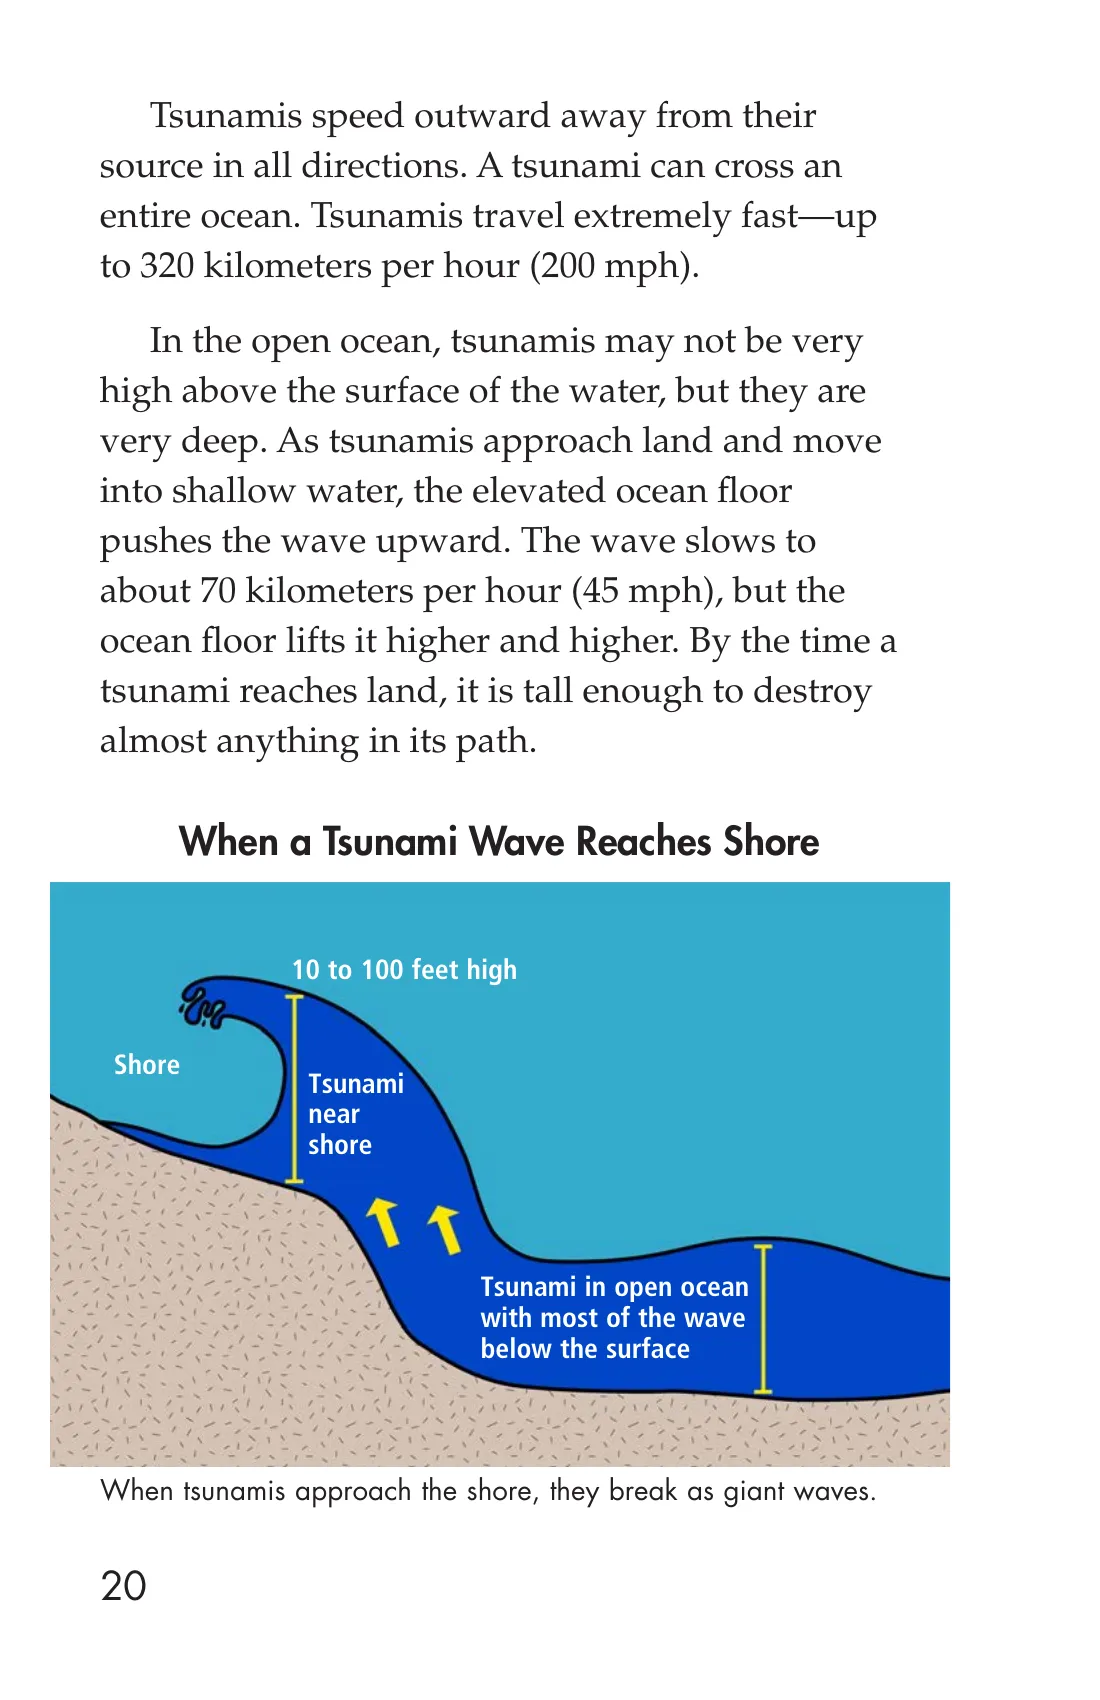 Tsunamis speed outward away from their
source in all directions. A tsunami can cross an
entire ocean. Tsunamis travel extremely fast—up
to 320 kilometers per hour (200 mph).
In the open ocean, tsunamis may not be very
high above the surface of the water, but they are
very deep. As tsunamis approach land and move
into shallow water, the elevated ocean floor
pushes the wave upward. The wave slows to
about 70 kilometers per hour (45 mph), but the
ocean floor lifts it higher and higher. By the time a
tsunami reaches land, it is tall enough to destroy
almost anything in its path.
When a Tsunami Wave Reaches Shore
10 to 100 feet high
Shore
Tsunami
near
shore
Tsunami in open ocean
with most of the wave
below the surface
When tsunamis approach the shore, they break as giant waves.
20